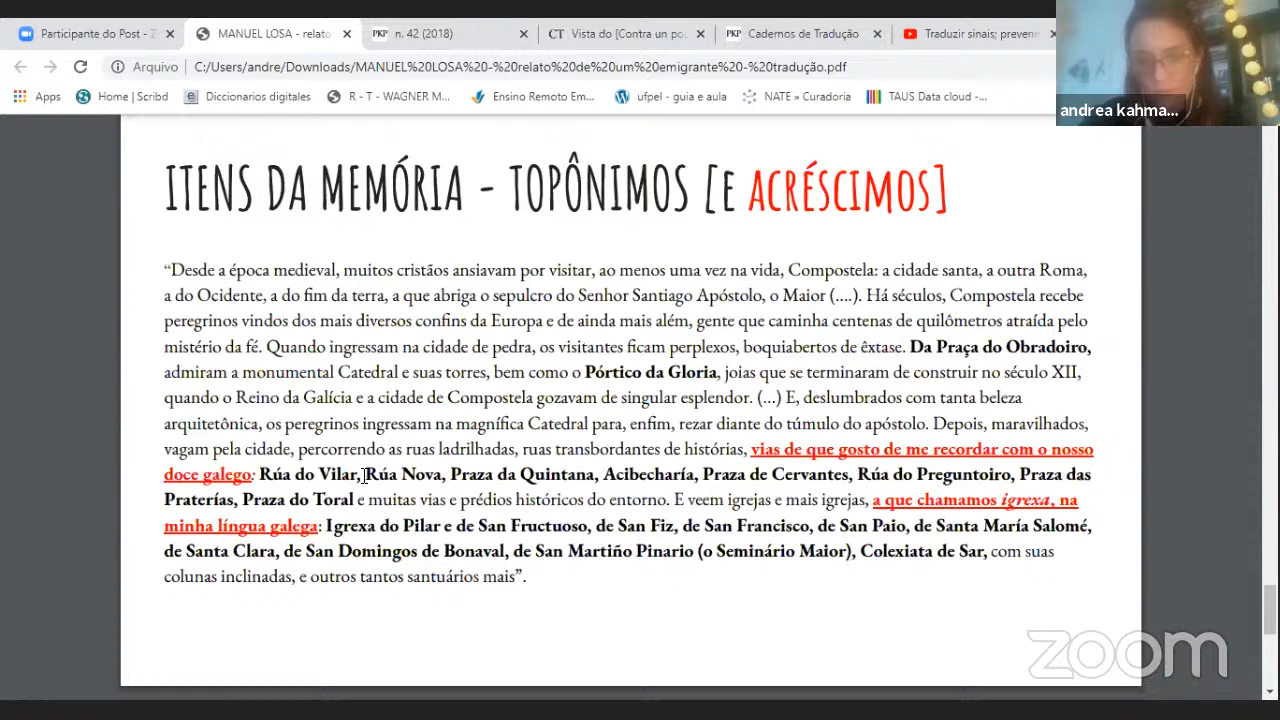 Participante do Post - Z
MANUEL LOSA - relato
PKP n. 42 (2018)
CT Vista do [Contra un po
PKP Cadernos de Tradução
Traduzir sinais; preveni
Arquivo C:/Users/andre/Downloads/MANUEL%20LOSA%20-%20relato%20de%20um%20emigrante%20-%20tradução.pdf
Apps Home | Scribd Diccionarios digitales R - T - WAGNER M... Ensino Remoto Em... ufpel - guia e aula NATE » Curadoria TAUS Data cloud -...
andrea kahma...
ITENS DA MEMÓRIA - TOPÔNIMOS [E ACRÉSCIMOS]
“Desde a época medieval, muitos cristãos ansiavam por visitar, ao menos uma vez na vida, Compostela: a cidade santa, a outra Roma,
a do Ocidente, a do fim da terra, a que abriga o sepulcro do Senhor Santiago Apóstolo, o Maior (....). Há séculos, Compostela recebe
peregrinos vindos dos mais diversos confins da Europa e de ainda mais além, gente que caminha centenas de quilômetros atraída pelo
mistério da fé. Quando ingressam na cidade de pedra, os visitantes ficam perplexos, boquiabertos de êxtase. Da Praça do Obradoiro,
admiram a monumental Catedral e suas torres, bem como o Pórtico da Gloria, joias que se terminaram de construir no século XII,
quando o Reino da Galícia e a cidade de Compostela gozavam de singular esplendor. (...) E, deslumbrados com tanta beleza
arquitetônica, os peregrinos ingressam na magnífica Catedral para, enfim, rezar diante do túmulo do apóstolo. Depois, maravilhados,
vagam pela cidade, percorrendo as ruas ladrilhadas, ruas transbordantes de histórias, vias de que gosto de me recordar com o nosso
doce galego: Rúa do Vilar, Rúa Nova, Praza da Quintana, Acibecharía, Praza de Cervantes, Rúa do Preguntoiro, Praza das
Praterías, Praza do Toral e muitas vias e prédios históricos do entorno. E veem igrejas e mais igrejas, a que chamamos igrexa, na
minha língua galega: Igrexa do Pilar e de San Fructuoso, de San Fiz, de San Francisco, de San Paio, de Santa María Salomé,
de Santa Clara, de San Domingos de Bonaval, de San Martiño Pinario (o Seminário Maior), Colexiata de Sar, com suas
colunas inclinadas, e outros tantos santuários mais”.
zoom